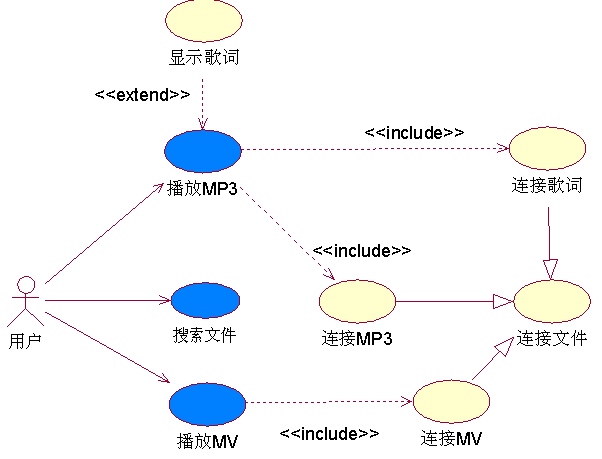 显示歌词
<<extend>>
<<include>>
播放MP3
连接歌词
<<include>>
用户
搜索文件
连接MP3
连接文件
播放MV
<<include>>
连接MV